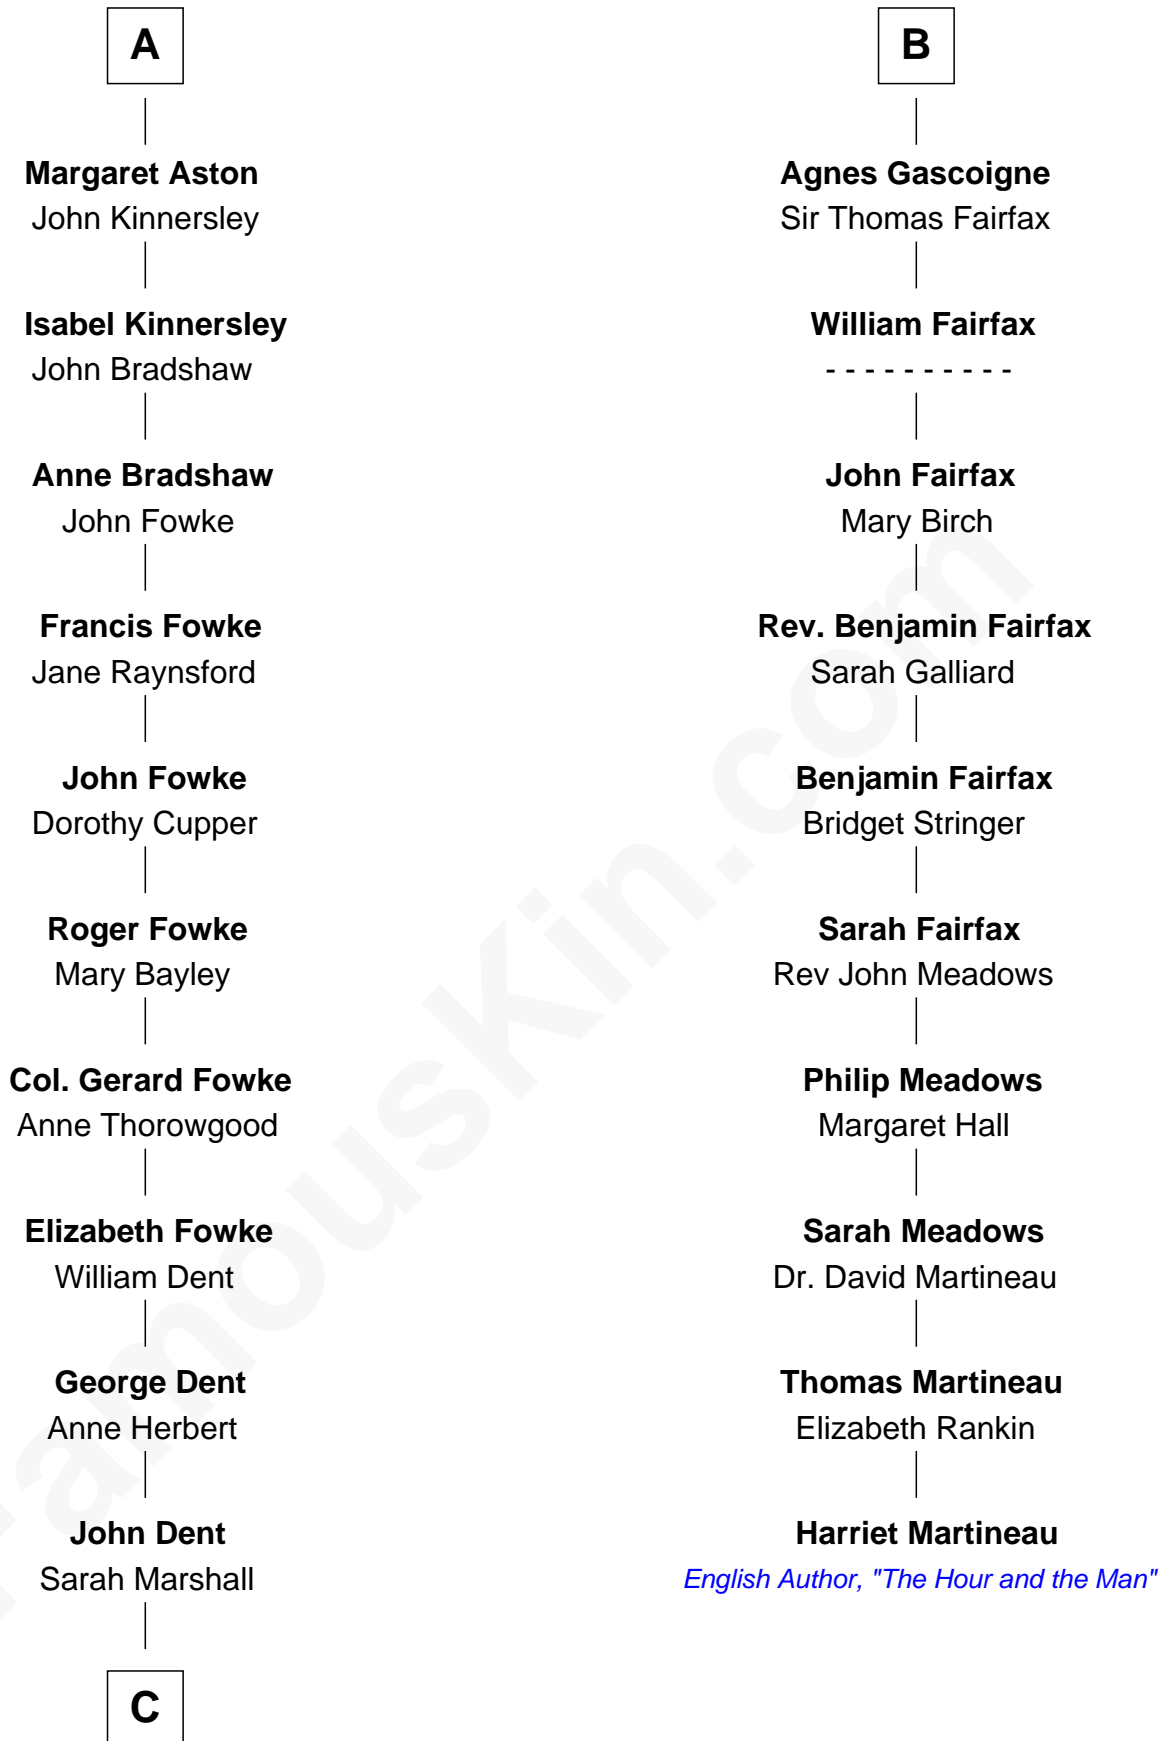 A
Margaret Aston
John Kinnersley
Isabel Kinnersley
John Bradshaw
Anne Bradshaw
John Fowke
Francis Fowke
Jane Raynsford
John Fowke
Dorothy Cupper
Roger Fowke
Mary Bayley
Col. Gerard Fowke
Anne Thorowgood
Elizabeth Fowke
William Dent
George Dent
Anne Herbert
John Dent
Sarah Marshall
C
B
Agnes Gascoigne
Sir Thomas Fairfax
William Fairfax
- - - - - - - - - -
John Fairfax
Mary Birch
Rev. Benjamin Fairfax
Sarah Galliard
Benjamin Fairfax
Bridget Stringer
Sarah Fairfax
Rev John Meadows
Philip Meadows
Margaret Hall
Sarah Meadows
Dr. David Martineau
Thomas Martineau
Elizabeth Rankin
Harriet Martineau
English Author, "The Hour and the Man"
FamousKin.com